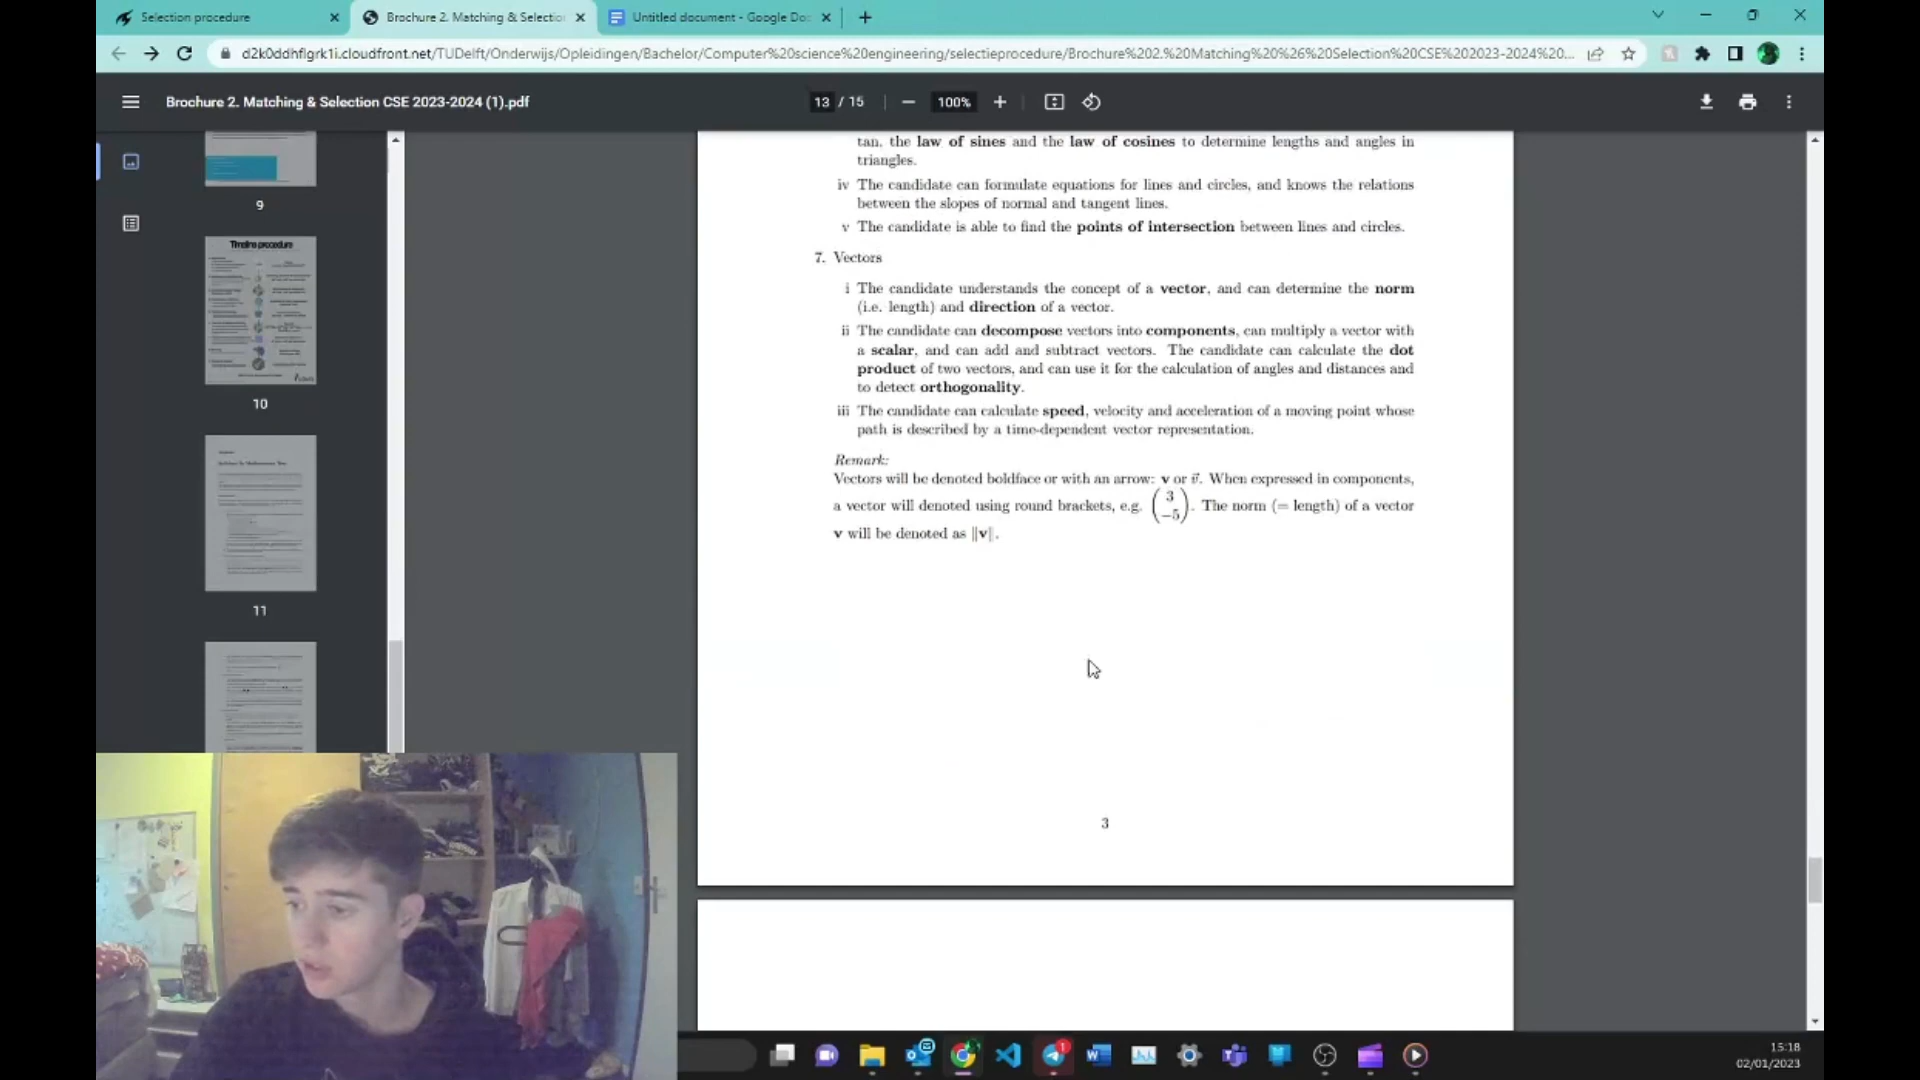 Selection procedure
Brochure 2. Matching & Selectio
Untitled document - Google Do
d2k0ddhflgrk1i.cloudfront.net/TUDelft/Onderwijs/Opleidingen/Bachelor/Computer%20science%20engineering/selectieprocedure/Brochure%202.%20Matching%20%26%20Selection%20CSE%202023-2024%20...
Brochure 2. Matching & Selection CSE 2023-2024 (1).pdf
13 / 15
100%
9
Timeline procedure
10
11
tan, the law of sines and the law of cosines to determine lengths and angles in
triangles.
iv The candidate can formulate equations for lines and circles, and knows the relations
between the slopes of normal and tangent lines.
v The candidate is able to find the points of intersection between lines and circles.
7. Vectors
i The candidate understands the concept of a vector, and can determine the norm
(i.e. length) and direction of a vector.
ii The candidate can decompose vectors into components, can multiply a vector with
a scalar, and can add and subtract vectors. The candidate can calculate the dot
product of two vectors, and can use it for the calculation of angles and distances and
to detect orthogonality.
iii The candidate can calculate speed, velocity and acceleration of a moving point whose
path is described by a time-dependent vector representation.
Remark:
Vectors will be denoted boldface or with an arrow: v or v⃗. When expressed in components,
a vector will denoted using round brackets, e.g. (3 −5). The norm (= length) of a vector
v will be denoted as ‖v‖.
3
15:18
02/01/2023